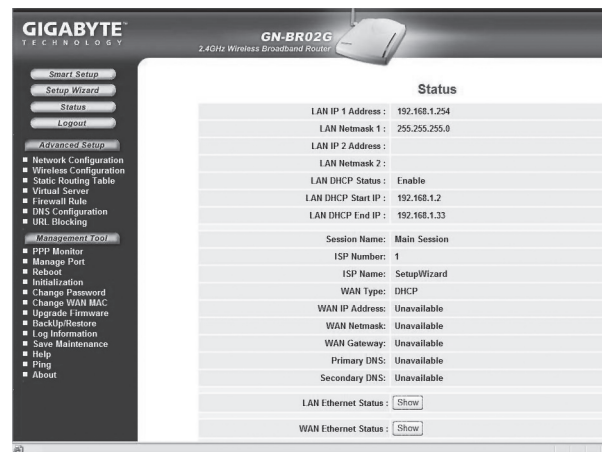 GIGABYTE™
TECHNOLOGY
GN-BR02G
2.4GHz Wireless Broadband Router
Smart Setup
Setup Wizard
Status
Logout
Advanced Setup
Network Configuration
Wireless Configuration
Static Routing Table
Virtual Server
Firewall Rule
DNS Configuration
URL Blocking
Management Tool
PPP Monitor
Manage Port
Reboot
Initialization
Change Password
Change WAN MAC
Upgrade Firmware
BackUp/Restore
Log Information
Save Maintenance
Help
Ping
About
Status
LAN IP 1 Address : 192.168.1.254
LAN Netmask 1 : 255.255.255.0
LAN IP 2 Address :
LAN Netmask 2 :
LAN DHCP Status : Enable
LAN DHCP Start IP : 192.168.1.2
LAN DHCP End IP : 192.168.1.33
Session Name: Main Session
ISP Number: 1
ISP Name: SetupWizard
WAN Type: DHCP
WAN IP Address: Unavailable
WAN Netmask: Unavailable
WAN Gateway: Unavailable
Primary DNS: Unavailable
Secondary DNS: Unavailable
LAN Ethernet Status : Show
WAN Ethernet Status : Show